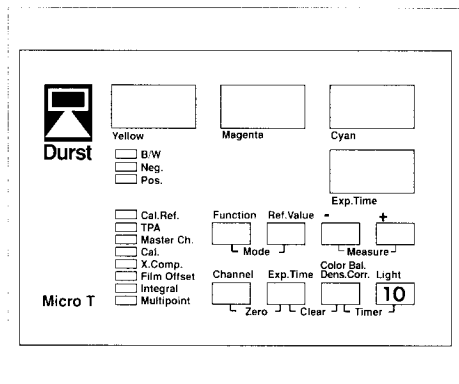 Yellow Magenta Cyan
Durst
B/W
Neg.
Pos.
Exp.Time
Cal.Ref.
TPA
Master Ch.
Cal.
X.Comp.
Film Offset
Integral
Multipoint
Function Ref.Value - +
Mode Measure
Channel Exp.Time Color Bal. Dens.Corr. Light
10
Zero Clear Timer
Micro T